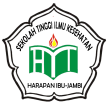 SEKOLAH TINGGI ILMU KESEHATAN
HARAPAN IBU-JAMBI